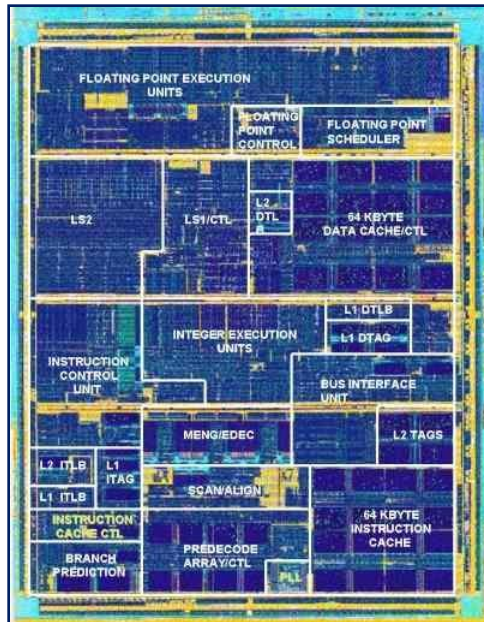 FLOATING POINT EXECUTION
UNITS
FLOATING
POINT
CONTROL
FLOATING POINT
SCHEDULER
LS2
LS1/CTL
L2
DTL
B
64 KBYTE
DATA CACHE/CTL
L1 DTLB
L1 DTAG
INTEGER EXECUTION
UNITS
INSTRUCTION
CONTROL
UNIT
BUS INTERFACE
UNIT
MENG/EDEC
L2 TAGS
L2 ITLB
L1
ITAG
L1 ITLB
SCAN/ALIGN
64 KBYTE
INSTRUCTION
CACHE
INSTRUCTION
CACHE CTL
BRANCH
PREDICTION
PREDECODE
ARRAY/CTL
PLL